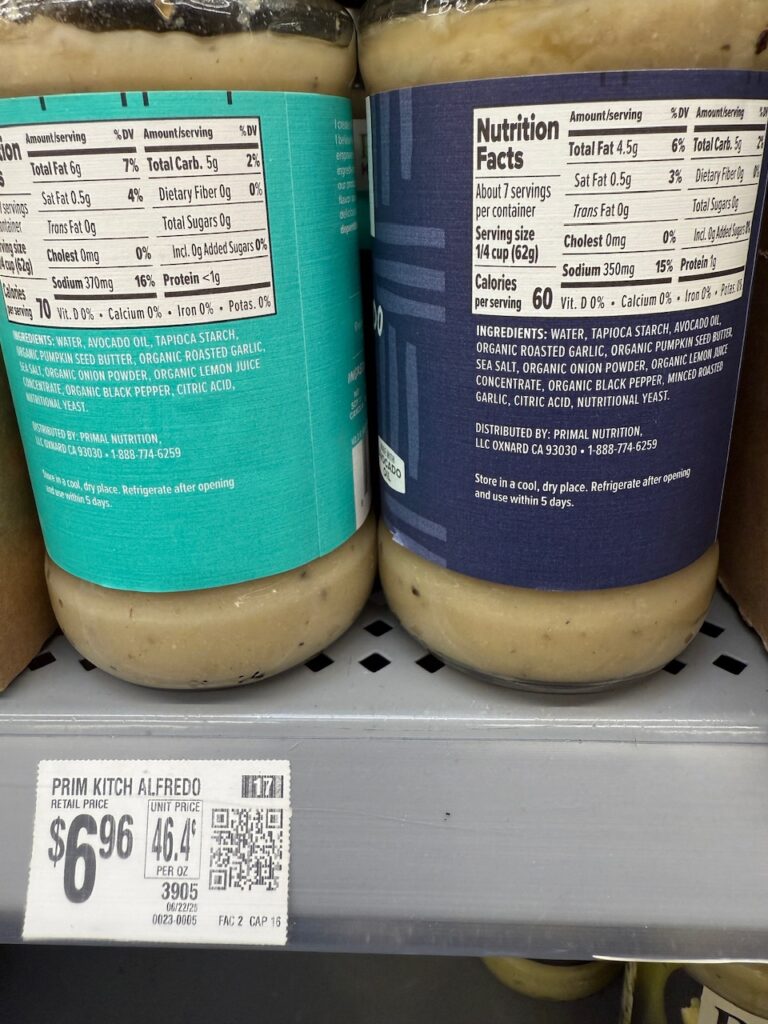 Amount/serving %DV Amount/serving %DV
Total Fat 6g 7% Total Carb. 5g 2%
Sat Fat 0.5g 4% Dietary Fiber 0g 0%
Trans Fat 0g Total Sugars 0g
Cholest 0mg 0% Incl. 0g Added Sugars 0%
Sodium 370mg 16% Protein <1g
1/4 cup (62g)
Calories
per serving 70 Vit. D 0% • Calcium 0% • Iron 0% • Potas. 0%
INGREDIENTS: WATER, AVOCADO OIL, TAPIOCA STARCH,
ORGANIC PUMPKIN SEED BUTTER, ORGANIC ROASTED GARLIC,
SEA SALT, ORGANIC ONION POWDER, ORGANIC LEMON JUICE
CONCENTRATE, ORGANIC BLACK PEPPER, CITRIC ACID,
NUTRITIONAL YEAST.
DISTRIBUTED BY: PRIMAL NUTRITION,
LLC OXNARD CA 93030 • 1-888-774-6259
Store in a cool, dry place. Refrigerate after opening
and use within 5 days.
Nutrition
Facts
About 7 servings
per container
Serving size
1/4 cup (62g)
Calories
per serving 60
Amount/serving %DV Amount/serving %DV
Total Fat 4.5g 6% Total Carb. 5g
Sat Fat 0.5g 3% Dietary Fiber 0g
Trans Fat 0g Total Sugars 0g
Cholest 0mg 0% Incl. 0g Added Sugars
Sodium 350mg 15% Protein 1g
Vit. D 0% • Calcium 0% • Iron 0% • Potas.
INGREDIENTS: WATER, TAPIOCA STARCH, AVOCADO OIL,
ORGANIC ROASTED GARLIC, ORGANIC PUMPKIN SEED BUTTER,
SEA SALT, ORGANIC ONION POWDER, ORGANIC LEMON JUICE
CONCENTRATE, ORGANIC BLACK PEPPER, MINCED ROASTED
GARLIC, CITRIC ACID, NUTRITIONAL YEAST.
DISTRIBUTED BY: PRIMAL NUTRITION,
LLC OXNARD CA 93030 • 1-888-774-6259
Store in a cool, dry place. Refrigerate after opening
and use within 5 days.
PRIM KITCH ALFREDO 17
RETAIL PRICE
$6.96
UNIT PRICE
46.4¢
PER OZ
3905
06/22/25
0023-0005 FAC 2 CAP 16